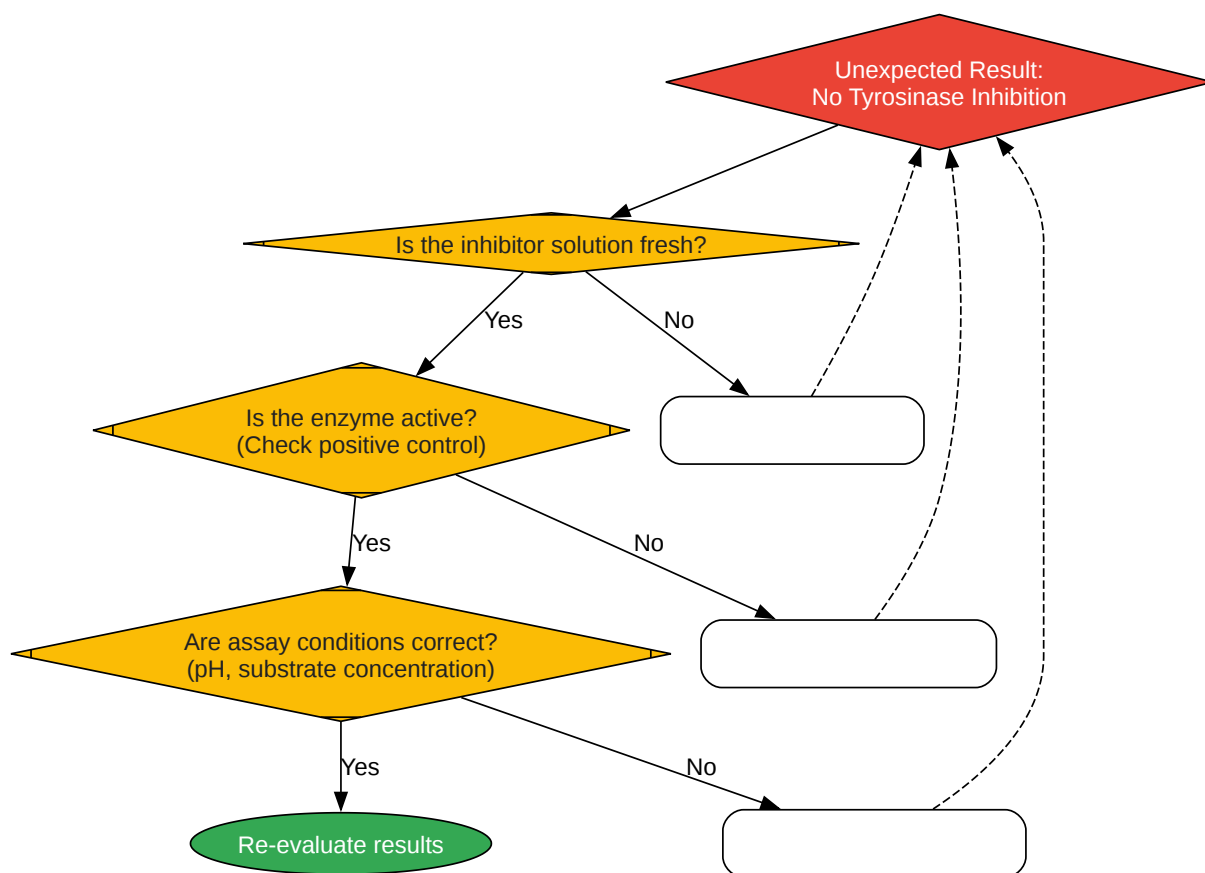 Unexpected Result:
No Tyrosinase Inhibition
Is the inhibitor solution fresh?
Yes
No
Is the enzyme active?
(Check positive control)
Yes
No
Are assay conditions correct?
(pH, substrate concentration)
Yes
No
Re-evaluate results